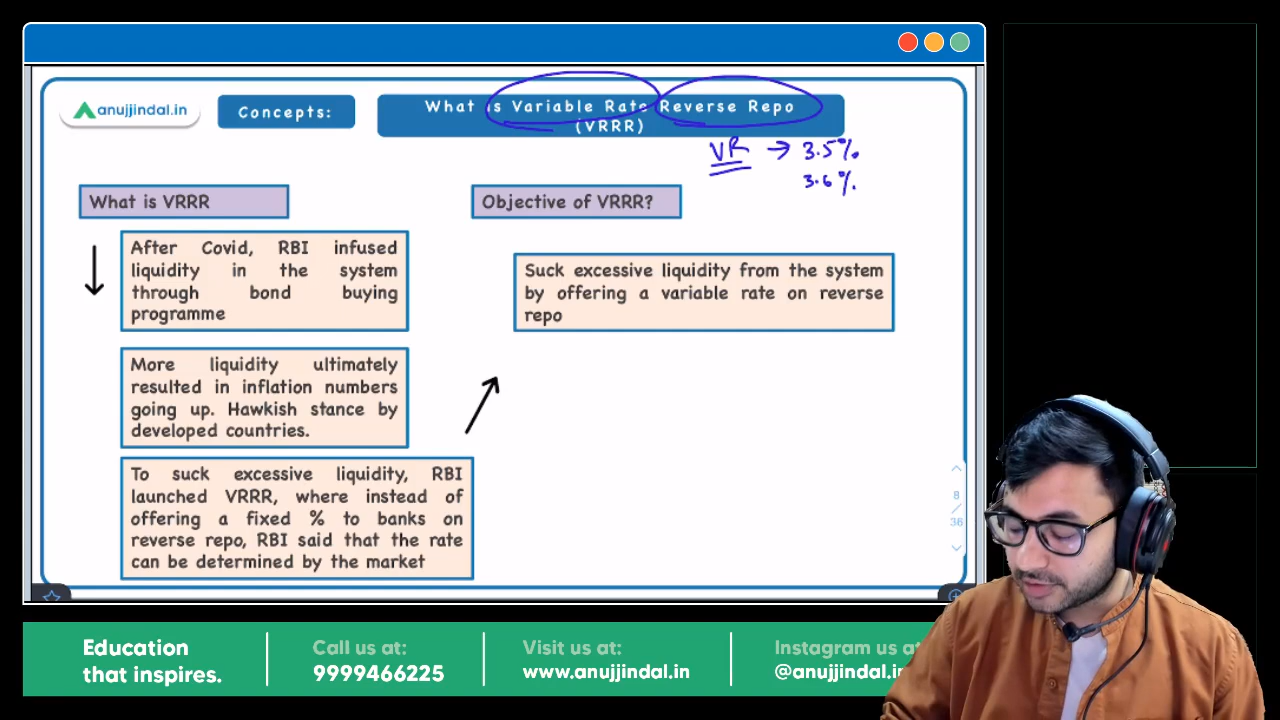 anujjindal.in
Concepts:
What is Variable Rate Reverse Repo
(VRRR)
VR → 3.5%
3.6%
What is VRRR
Objective of VRRR?
After Covid, RBI infused
liquidity in the system
through bond buying
programme
Suck excessive liquidity from the system
by offering a variable rate on reverse
repo
More liquidity ultimately
resulted in inflation numbers
going up. Hawkish stance by
developed countries.
To suck excessive liquidity, RBI
launched VRRR, where instead of
offering a fixed % to banks on
reverse repo, RBI said that the rate
can be determined by the market
8
/
36
Education
that inspires.
Call us at:
9999466225
Visit us at:
www.anujjindal.in
Instagram us at
@anujjindal.in